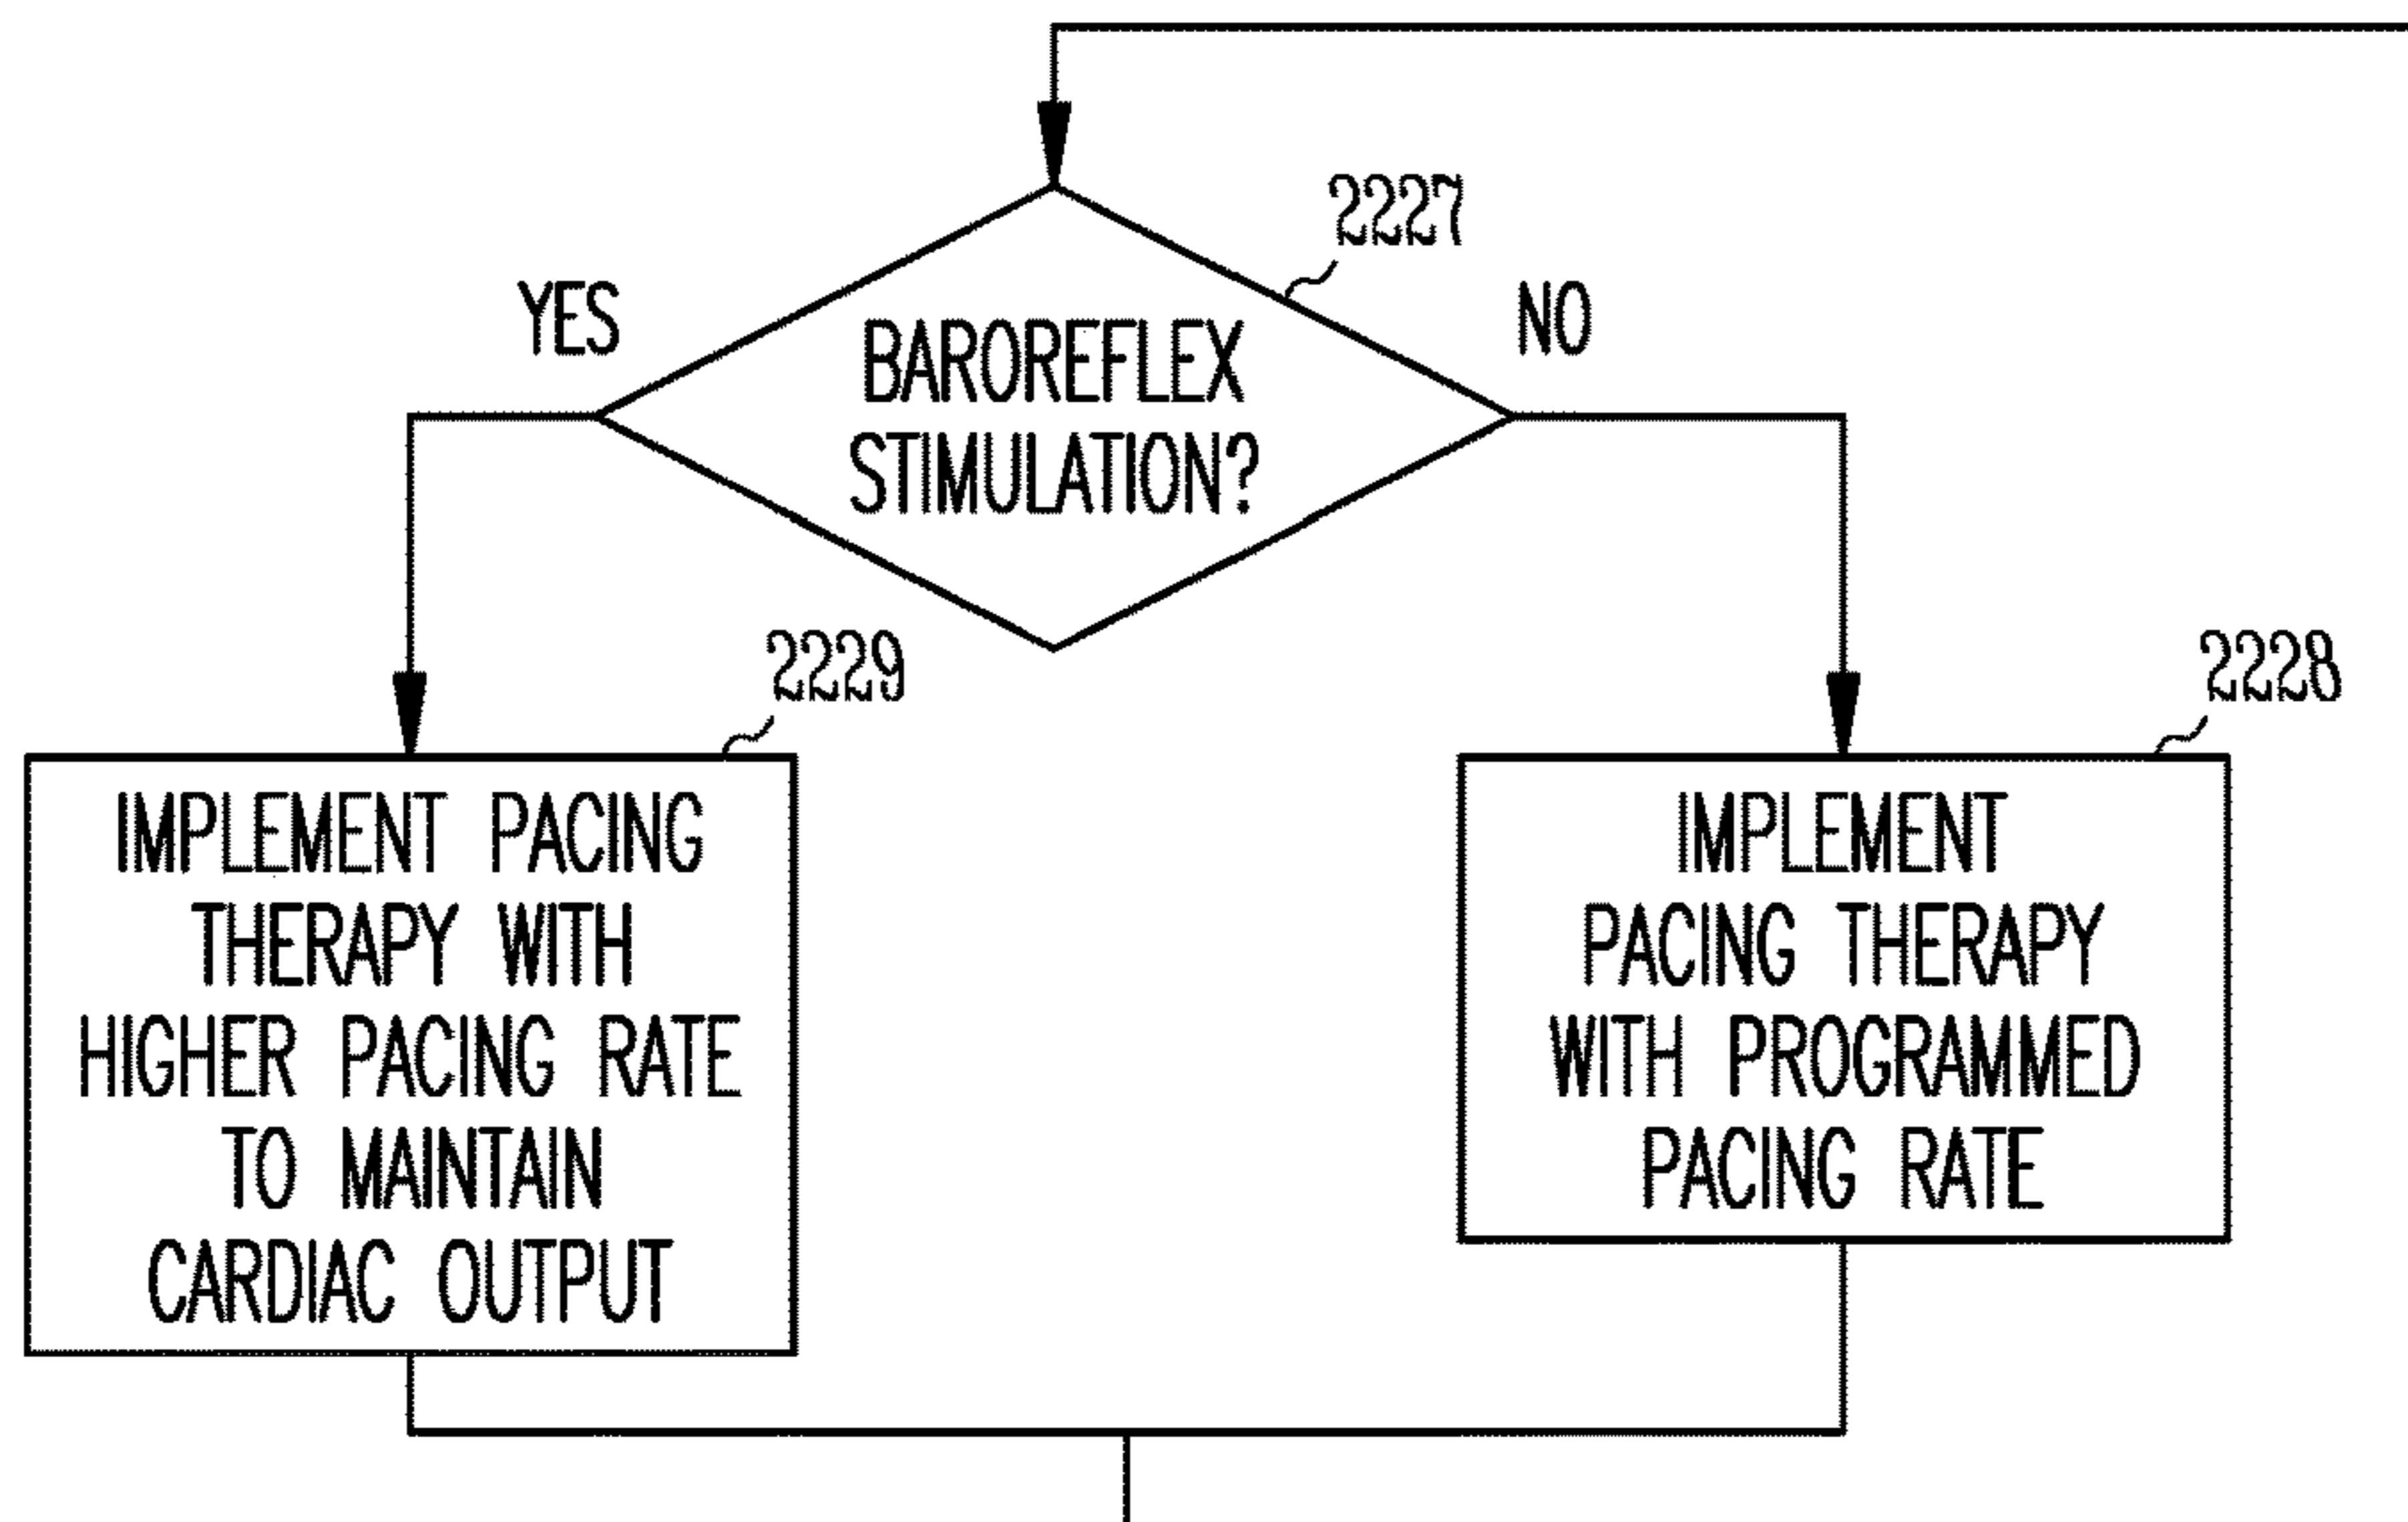 2227
YES
NO
BAROREFLEX
STIMULATION?
2229
2228
IMPLEMENT PACING
THERAPY WITH
HIGHER PACING RATE
TO MAINTAIN
CARDIAC OUTPUT
IMPLEMENT
PACING THERAPY
WITH PROGRAMMED
PACING RATE